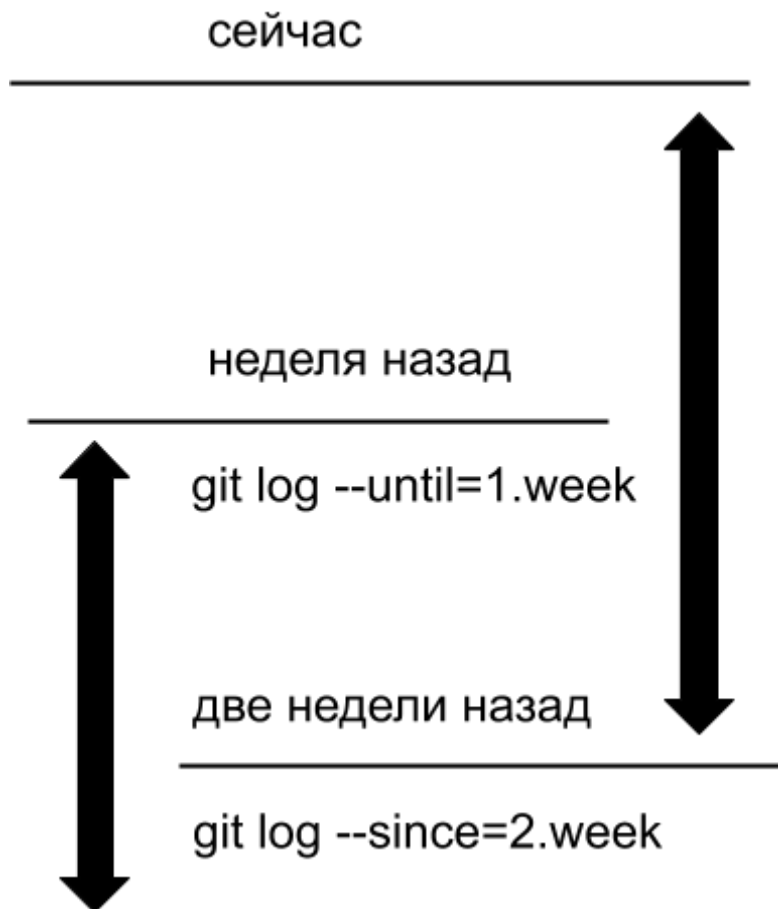 сейчас
неделя назад
git log --until=1.week
две недели назад
git log --since=2.week